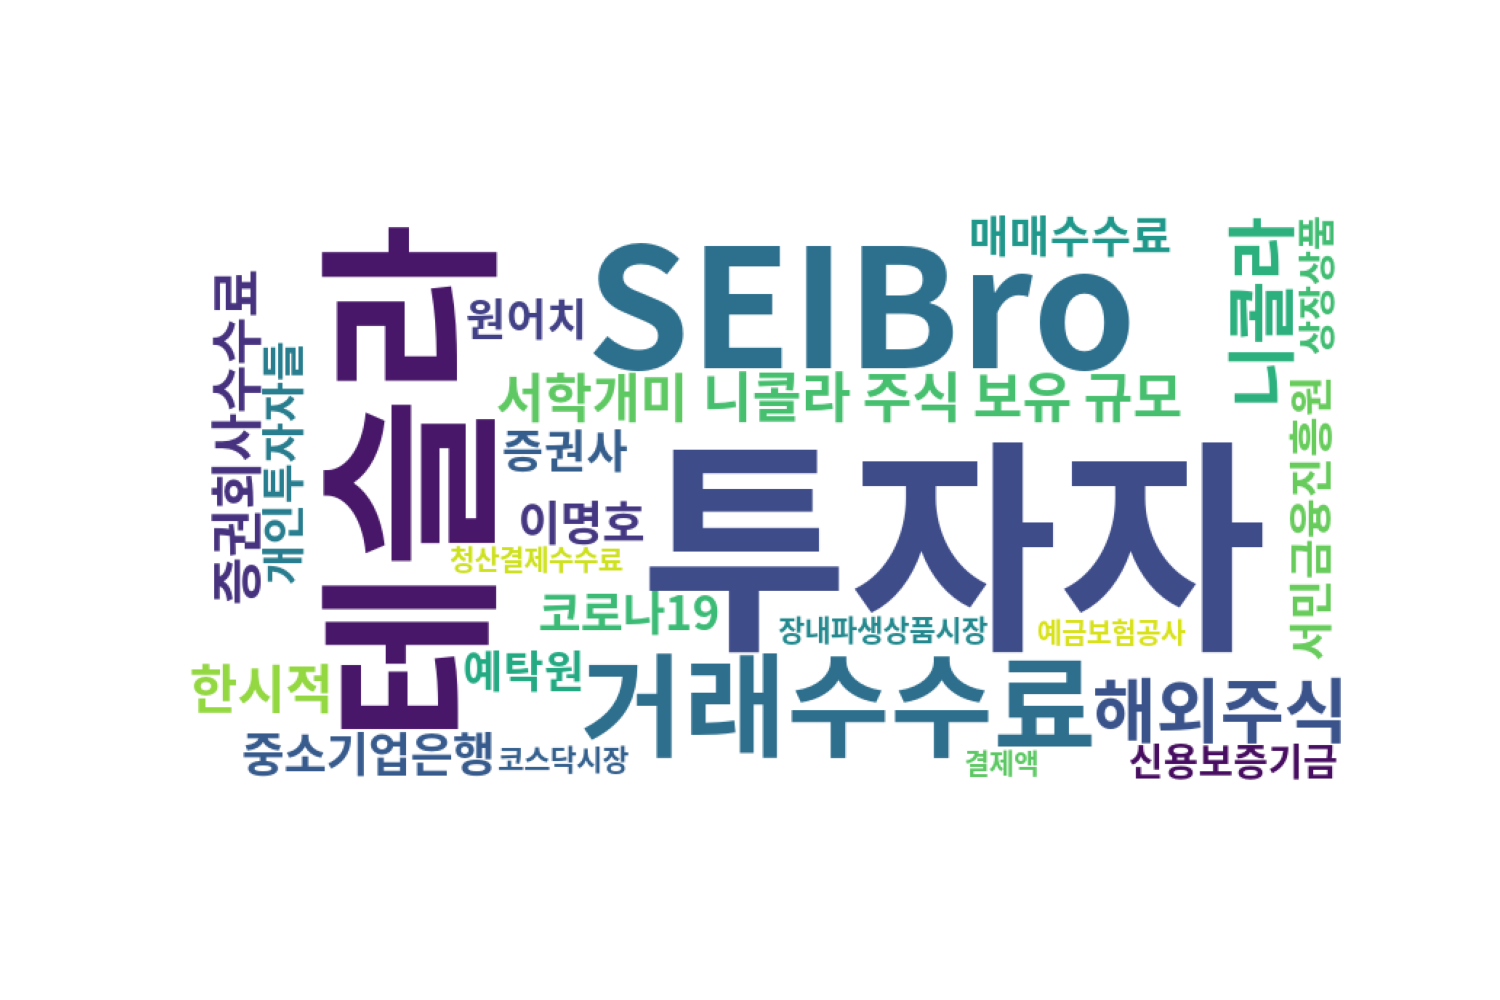 증권회사수수료
개인투자자들
테슬라
원어치
SEIBro
매매수수료
니콜라
상장상품
서학개미 니콜라 주식 보유 규모
증권사
투자자
서민금융진흥원
이명호
청산결제수수료
코로나19
장내파생상품시장
예금보험공사
한시적
예탁원
거래수수료
해외주식
중소기업은행
코스닥시장
결제액
신용보증기금